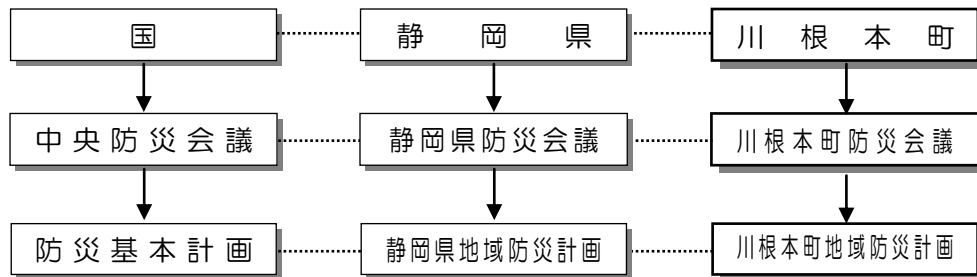 国 静岡県 川根本町
中央防災会議 静岡県防災会議 川根本町防災会議
防災基本計画 静岡県地域防災計画 川根本町地域防災計画